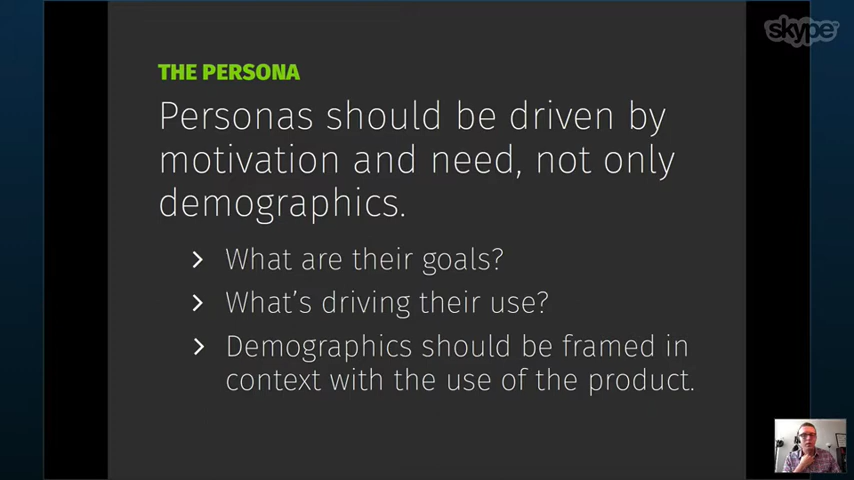 skype
THE PERSONA
Personas should be driven by
motivation and need, not only
demographics.
What are their goals?
What's driving their use?
Demographics should be framed in
context with the use of the product.